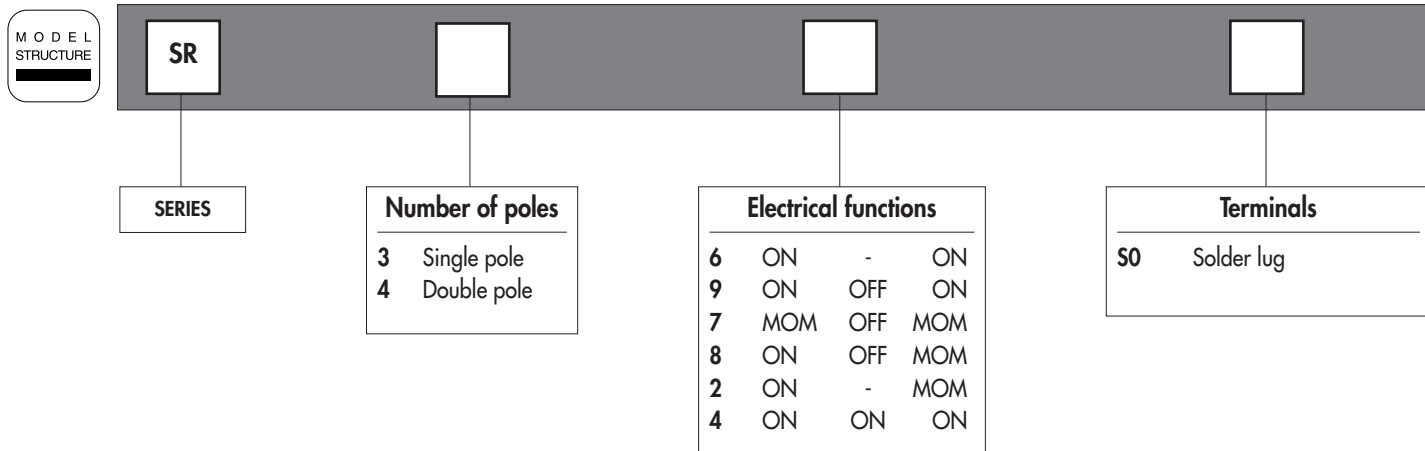 MODEL
STRUCTURE
SR
SERIES
Number of poles
3 Single pole
4 Double pole
Electrical functions
6 ON - ON
9 ON OFF ON
7 MOM OFF MOM
8 ON OFF MOM
2 ON - MOM
4 ON ON ON
Terminals
S0 Solder lug